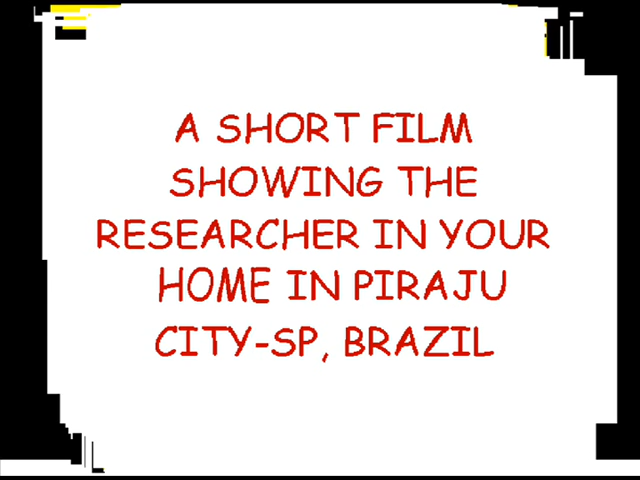 A SHORT FILM
SHOWING THE
RESEARCHER IN YOUR
HOME IN PIRAJU
CITY-SP, BRAZIL